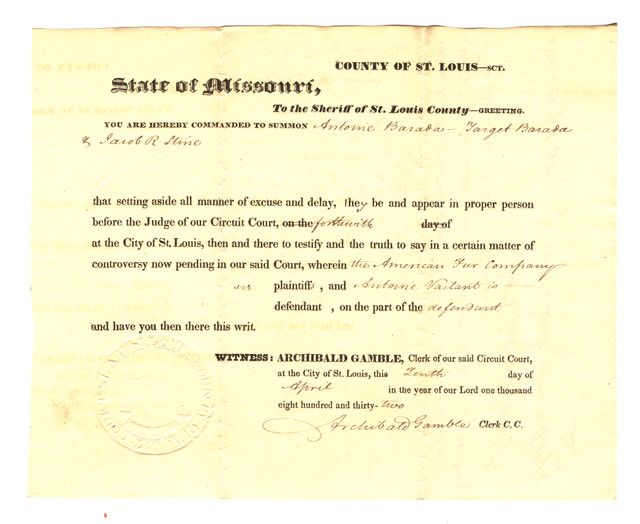 COUNTY OF ST. LOUIS—SCT.
State of Missouri,
To the Sheriff of St. Louis County—GREETING.
YOU ARE HEREBY COMMANDED TO SUMMON Antoine Barada - Target Barada
& Jacob R Stine
that setting aside all manner of excuse and delay, they be and appear in proper person
before the Judge of our Circuit Court, on the forthwith day of
at the City of St. Louis, then and there to testify and the truth to say in a certain matter of
controversy now pending in our said Court, wherein the American Fur Company
are plaintiffs , and Antoine Vailant is
defendant , on the part of the defendant
and have you then there this writ.
WITNESS: ARCHIBALD GAMBLE, Clerk of our said Circuit Court,
at the City of St. Louis, this Tenth day of
April in the year of our Lord one thousand
eight hundred and thirty-two
Archibald Gamble Clerk C. C.